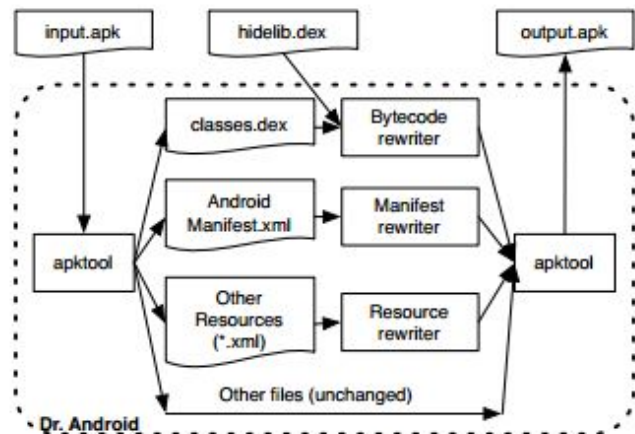 input.apk
hidelib.dex
output.apk
classes.dex
Bytecode
rewriter
Android
Manifest.xml
Manifest
rewriter
apktool
apktool
Other
Resources
(*.xml)
Resource
rewriter
Other files (unchanged)
Dr. Android